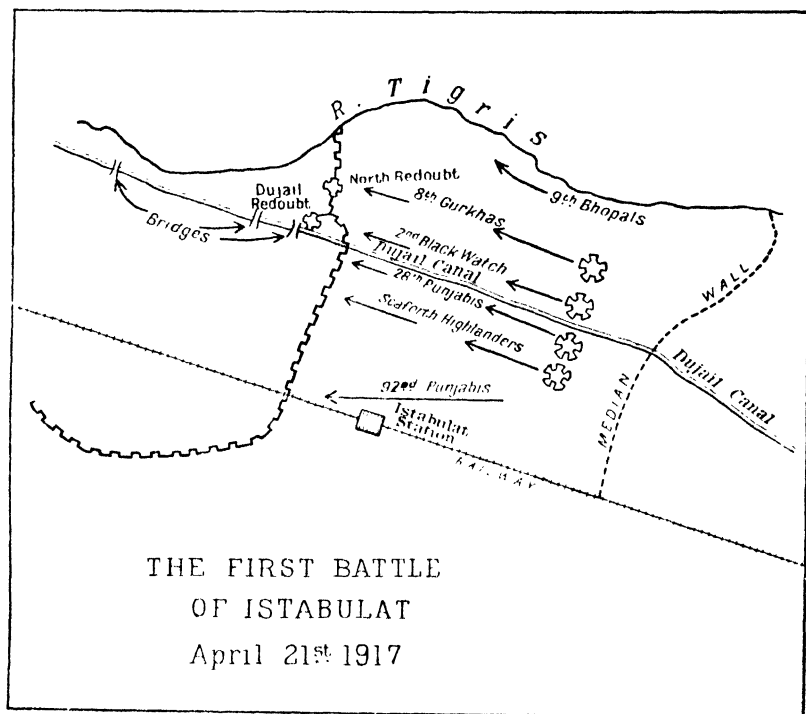 R. Tigris
North Redoubt
Dujail
Redoubt
Bridges
9th Bhopals
8th Gurkhas
2nd Black Watch
Dujail Canal
28th Punjabis
Seaforth Highlanders
92nd Punjabis
Istabulat
Station
RAILWAY
MEDIAN WALL
Dujail Canal
THE FIRST BATTLE
OF ISTABULAT
April 21st 1917